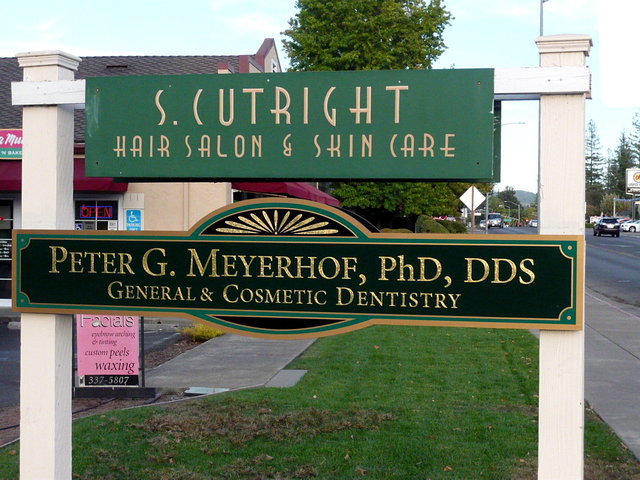 S. CUTRIGHT
HAIR SALON & SKIN CARE
OPEN
PETER G. MEYERHOF, PHD, DDS
GENERAL & COSMETIC DENTISTRY
Facials
eyebrow arching
& tinting
custom peels
waxing
337-5807